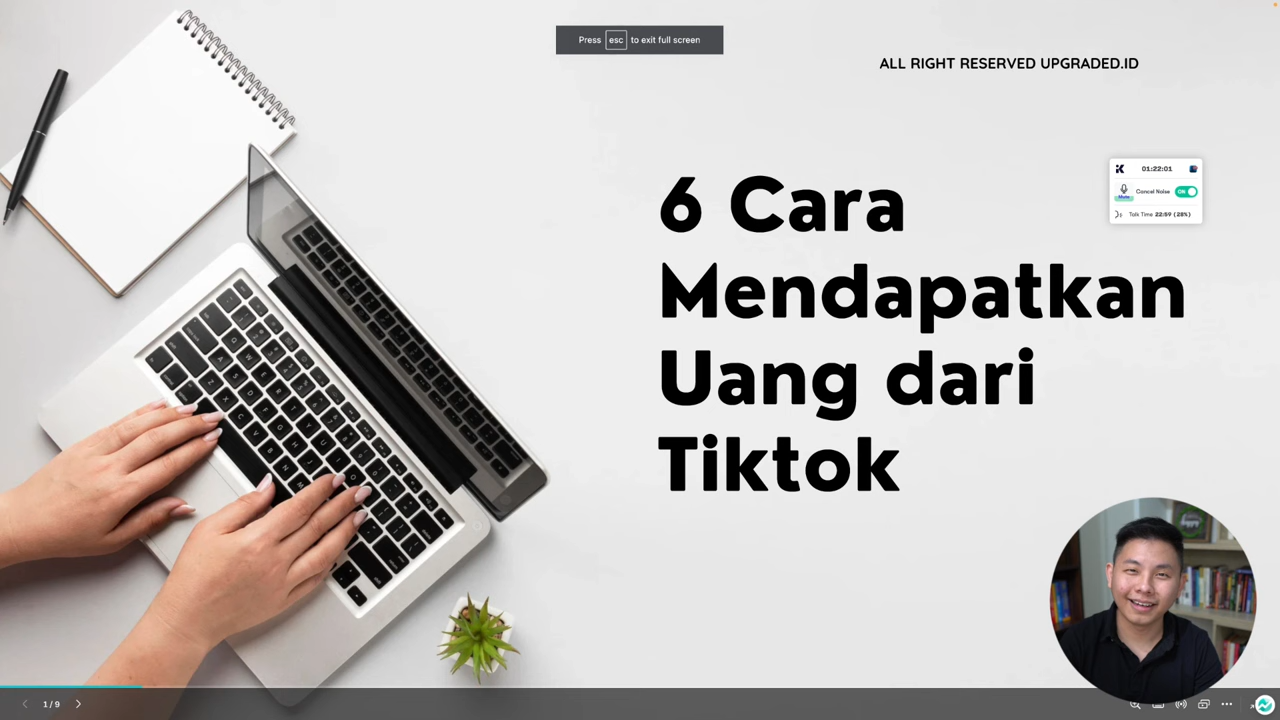 Press esc to exit full screen
ALL RIGHT RESERVED UPGRADED.ID
01:22:01
Mute
Cancel Noise ON
Talk Time 22:59 (28%)
6 Cara
Mendapatkan
Uang dari
Tiktok
1 / 9